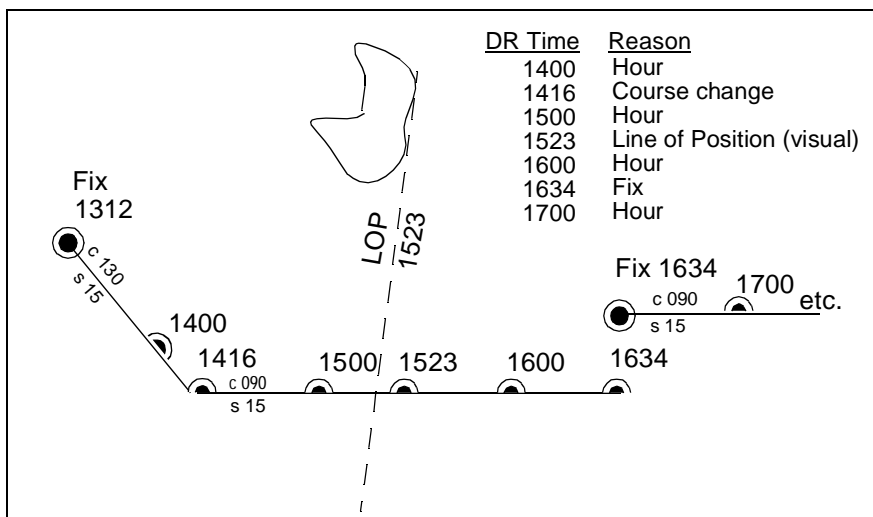 DR Time Reason
1400 Hour
1416 Course change
1500 Hour
1523 Line of Position (visual)
1600 Hour
1634 Fix
1700 Hour
Fix
1312
c 130
s 15
LOP
1523
1400
1416
c 090
s 15
1500
1523
1600
1634
Fix 1634
c 090
s 15
1700
etc.